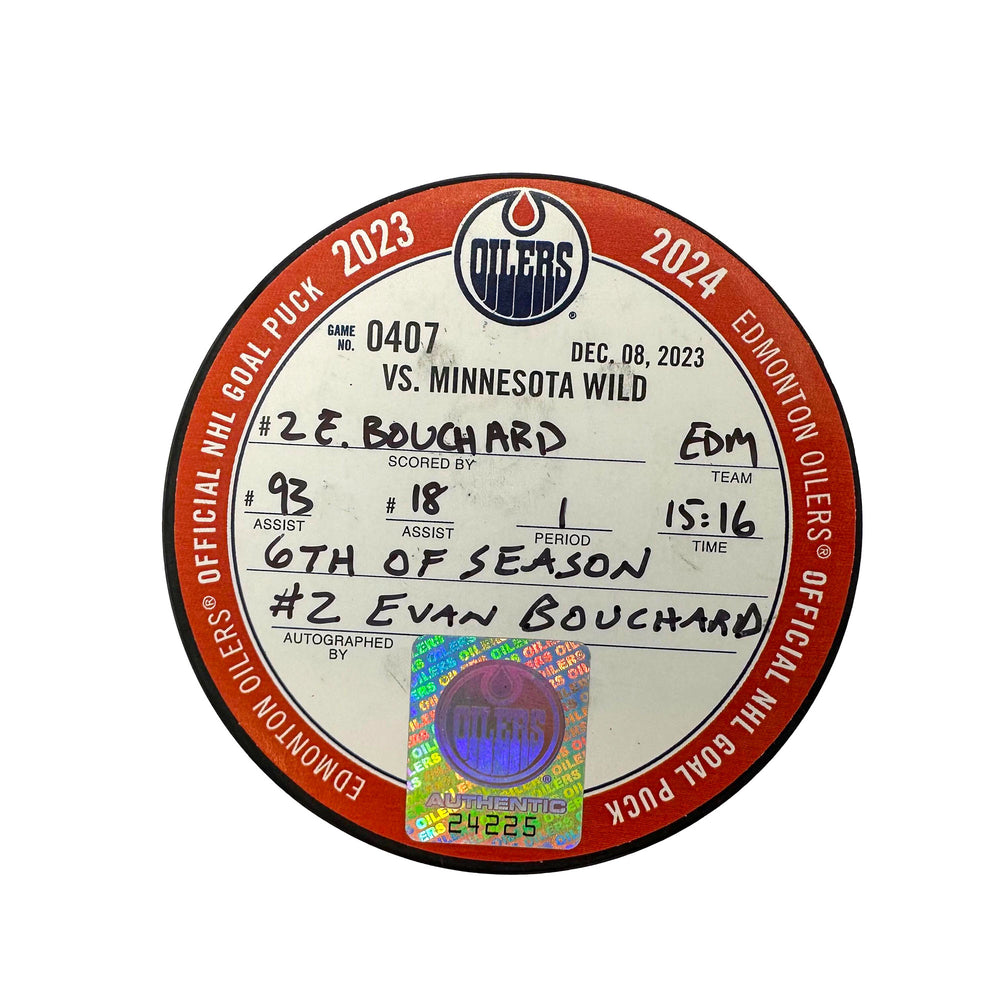 2023
2024
OILERS
®
OFFICIAL NHL GOAL PUCK
EDMONTON OILERS®
OFFICIAL NHL GOAL PUCK
EDMONTON OILERS®
GAME NO. 0407
DEC. 08, 2023
VS. MINNESOTA WILD
#2 E. BOUCHARD EDM
SCORED BY TEAM
# 93 # 18 1 15:16
ASSIST ASSIST PERIOD TIME
6TH OF SEASON
#2 EVAN BOUCHARD
AUTOGRAPHED
BY
OILERS
®
AUTHENTIC
24225